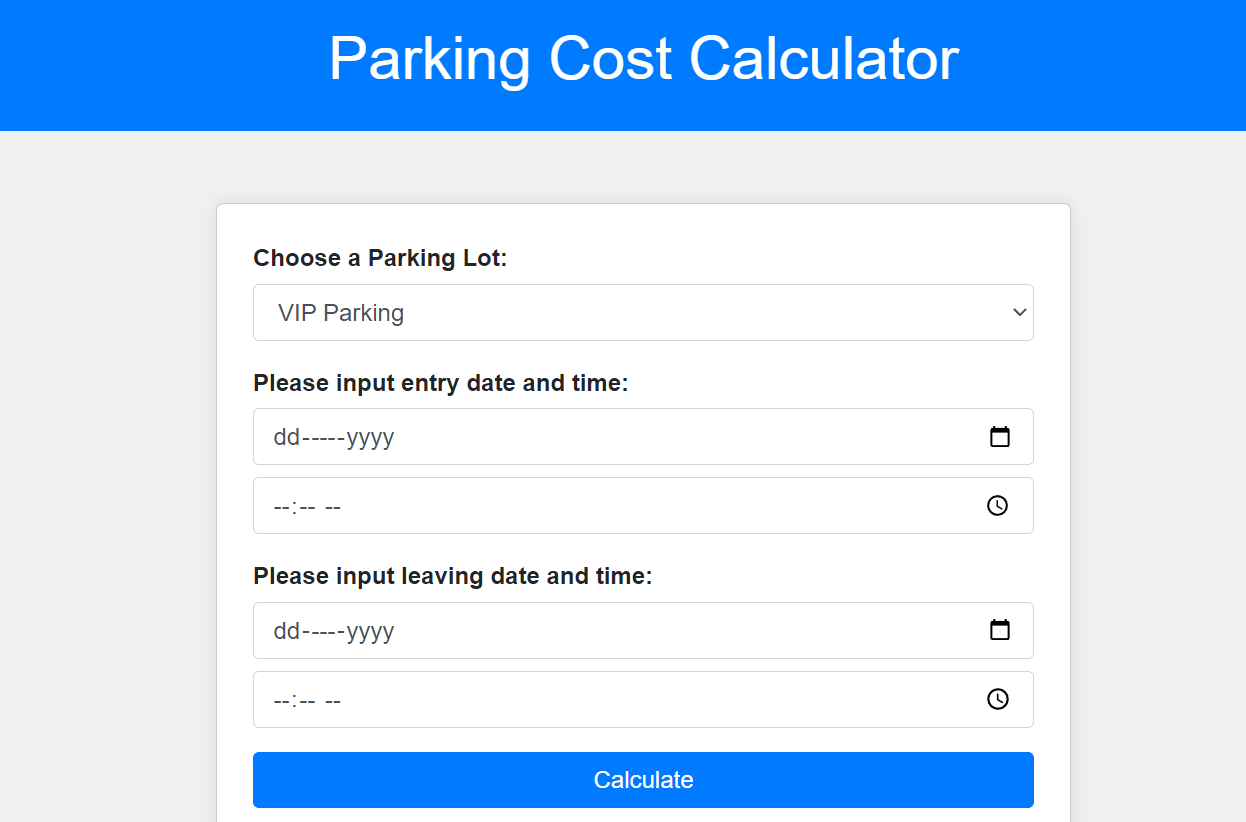 Parking Cost Calculator
Choose a Parking Lot:
VIP Parking
Please input entry date and time:
dd-----yyyy
--:-- --
Please input leaving date and time:
dd-----yyyy
--:-- --
Calculate